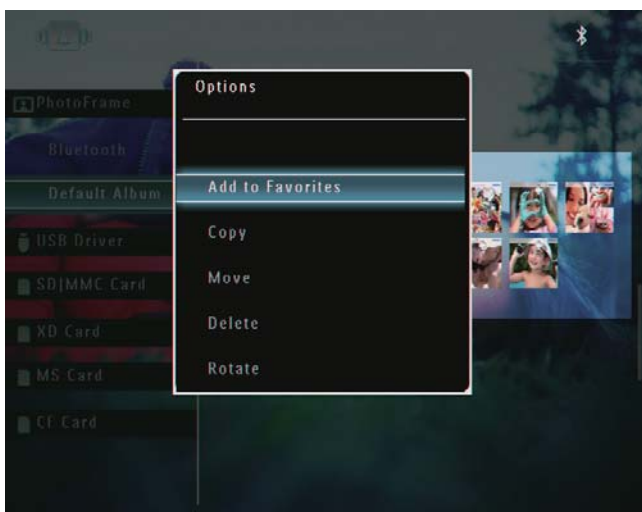 Options
Add to Favorites
Copy
Move
Delete
Rotate
PhotoFrame
Bluetooth
Default Album
USB Driver
SD|MMC Card
XD Card
MS Card
CF Card